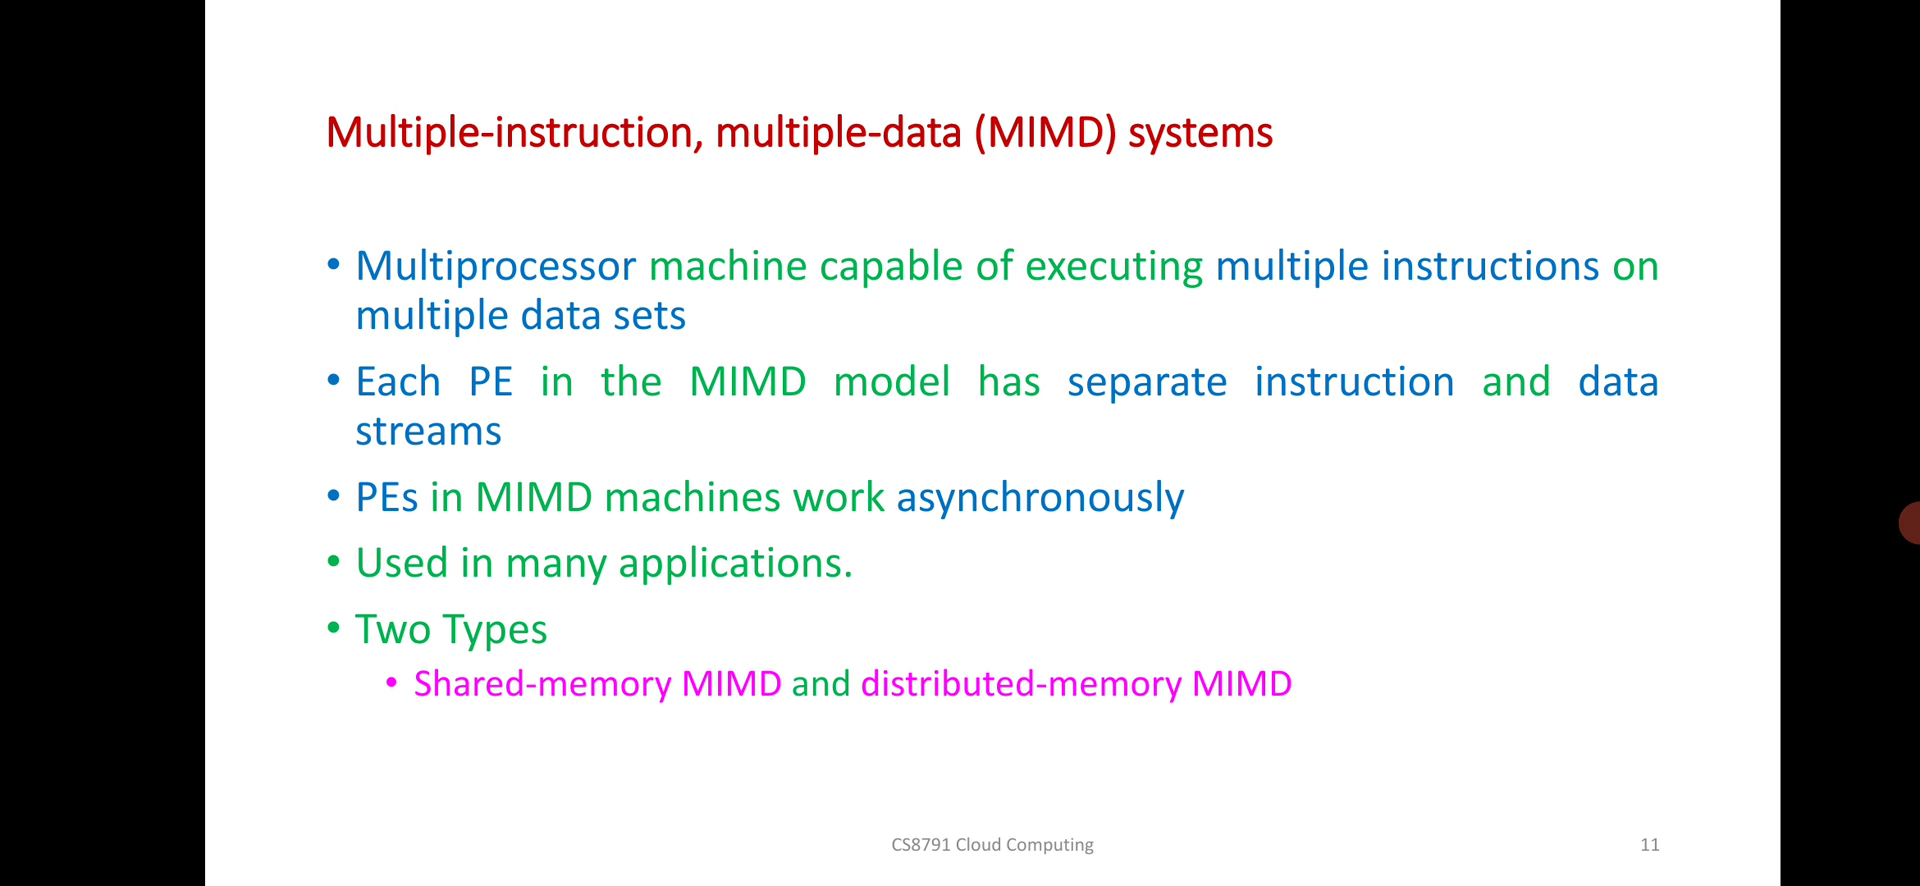 Multiple-instruction, multiple-data (MIMD) systems
• Multiprocessor machine capable of executing multiple instructions on
multiple data sets
• Each PE in the MIMD model has separate instruction and data
streams
• PEs in MIMD machines work asynchronously
• Used in many applications.
• Two Types
• Shared-memory MIMD and distributed-memory MIMD
CS8791 Cloud Computing
11